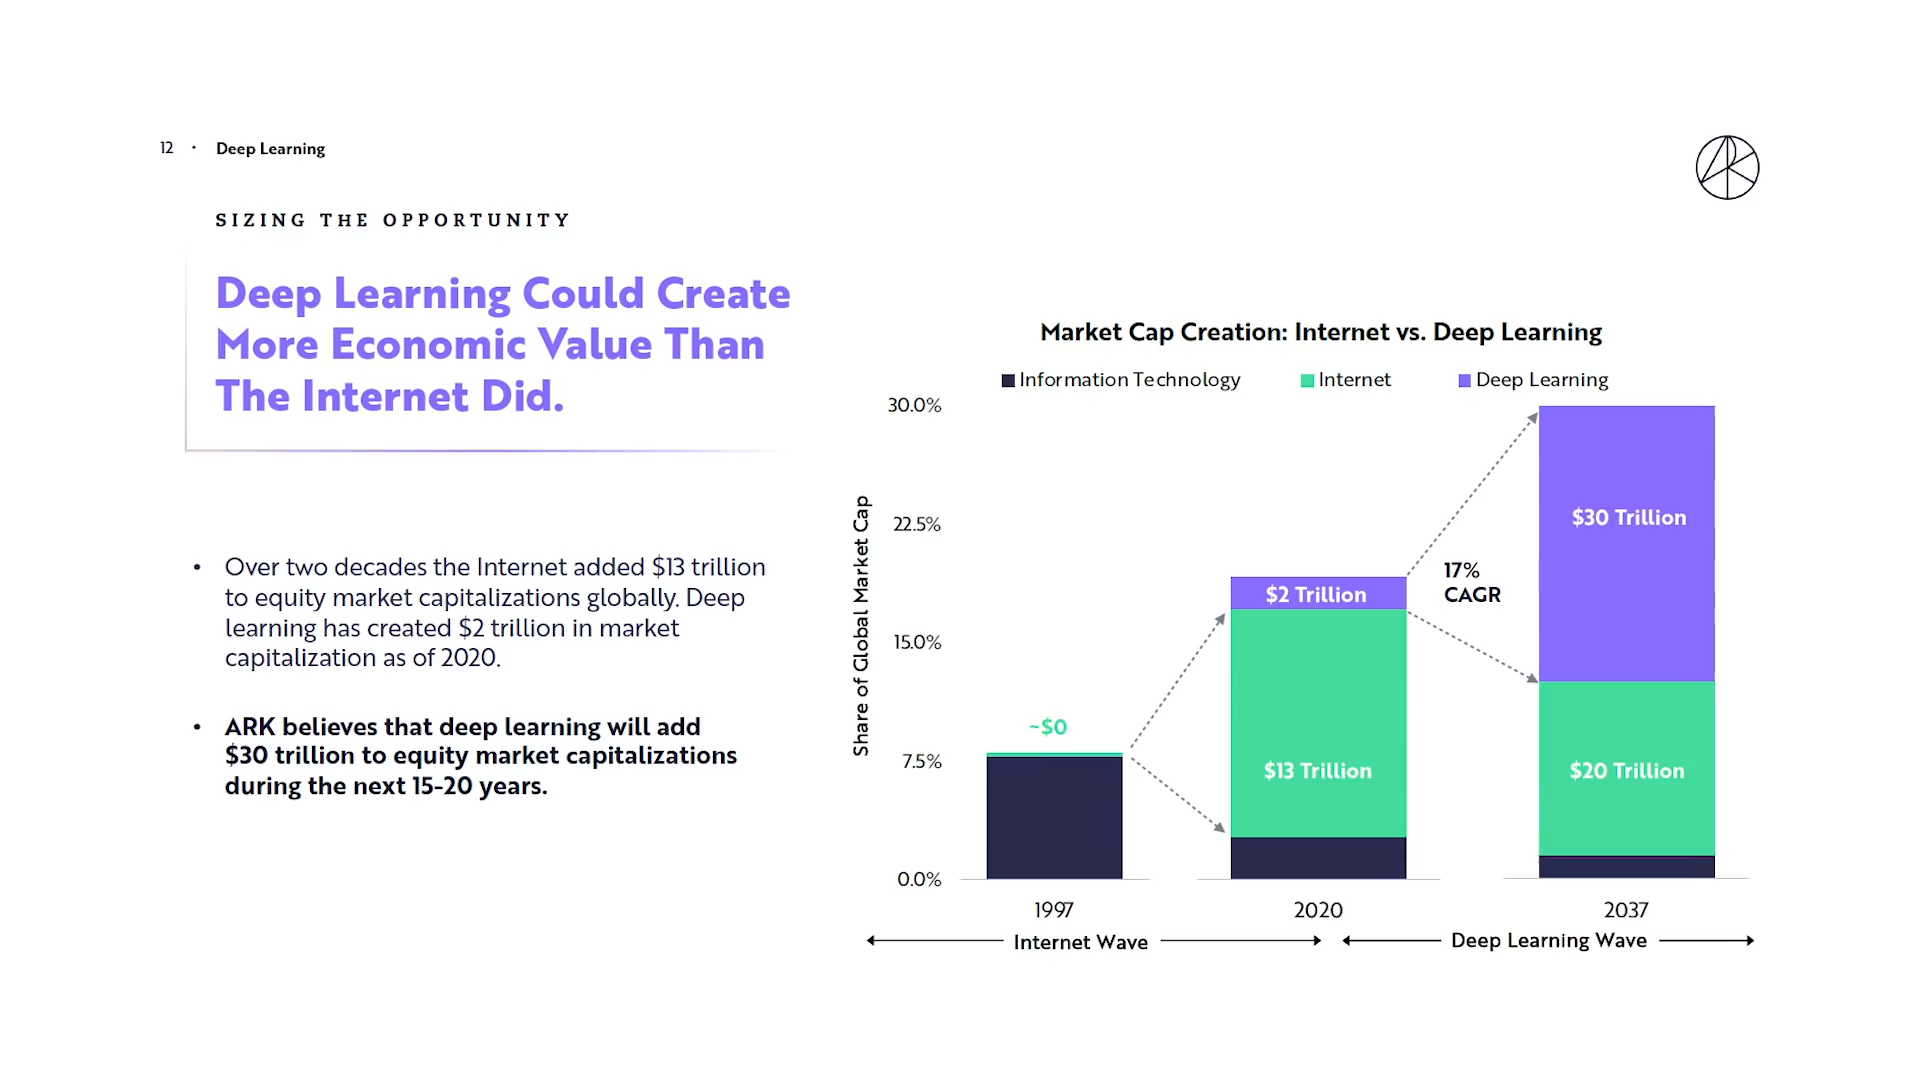 12 • Deep Learning
SIZING THE OPPORTUNITY
Deep Learning Could Create
More Economic Value Than
The Internet Did.
• Over two decades the Internet added $13 trillion
to equity market capitalizations globally. Deep
learning has created $2 trillion in market
capitalization as of 2020.
• ARK believes that deep learning will add
$30 trillion to equity market capitalizations
during the next 15-20 years.
Market Cap Creation: Internet vs. Deep Learning
Information Technology Internet Deep Learning
Share of Global Market Cap
30.0%
22.5%
15.0%
7.5%
0.0%
~$0
$2 Trillion
$13 Trillion
17%
CAGR
$30 Trillion
$20 Trillion
1997 2020 2037
Internet Wave Deep Learning Wave